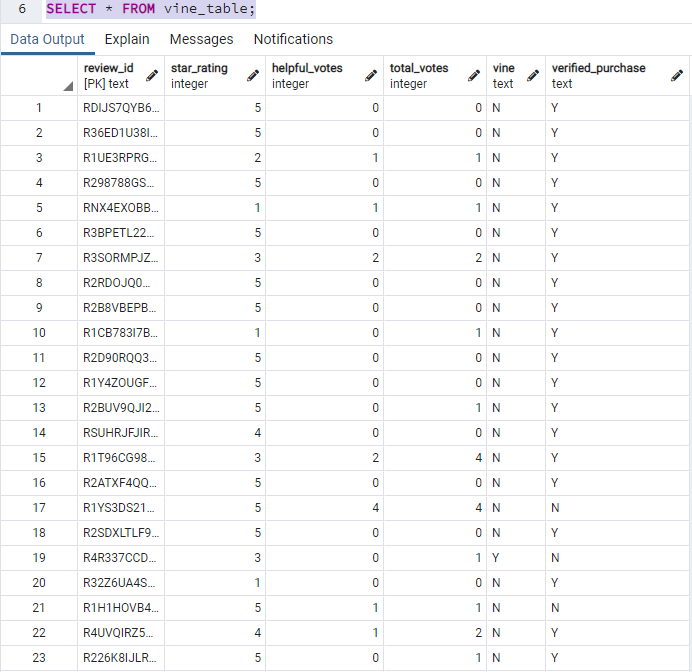 6 SELECT * FROM vine_table;
Data Output Explain Messages Notifications
review_id star_rating helpful_votes total_votes vine verified_purchase
[PK] text integer integer integer text text
1 RDIJS7QYB6... 5 0 0 N Y
2 R36ED1U38I... 5 0 0 N Y
3 R1UE3RPRG... 2 1 1 N Y
4 R298788GS... 5 0 0 N Y
5 RNX4EXOBB... 1 1 1 N Y
6 R3BPETL22... 5 0 0 N Y
7 R3SORMPJZ... 3 2 2 N Y
8 R2RDOJQ0... 5 0 0 N Y
9 R2B8VBEPB... 5 0 0 N Y
10 R1CB783I7B... 1 0 1 N Y
11 R2D90RQQ3... 5 0 0 N Y
12 R1Y4ZOUGF... 5 0 0 N Y
13 R2BUV9QJI2... 5 0 1 N Y
14 RSUHRJFJIR... 4 0 0 N Y
15 R1T96CG98... 3 2 4 N Y
16 R2ATXF4QQ... 5 0 0 N Y
17 R1YS3DS21... 5 4 4 N N
18 R2SDXLTLF9... 5 0 0 N Y
19 R4R337CCD... 3 0 1 Y N
20 R32Z6UA4S... 1 0 0 N Y
21 R1H1HOVB4... 5 1 1 N N
22 R4UVQIRZ5... 4 1 2 N Y
23 R226K8IJLR... 5 0 1 N Y